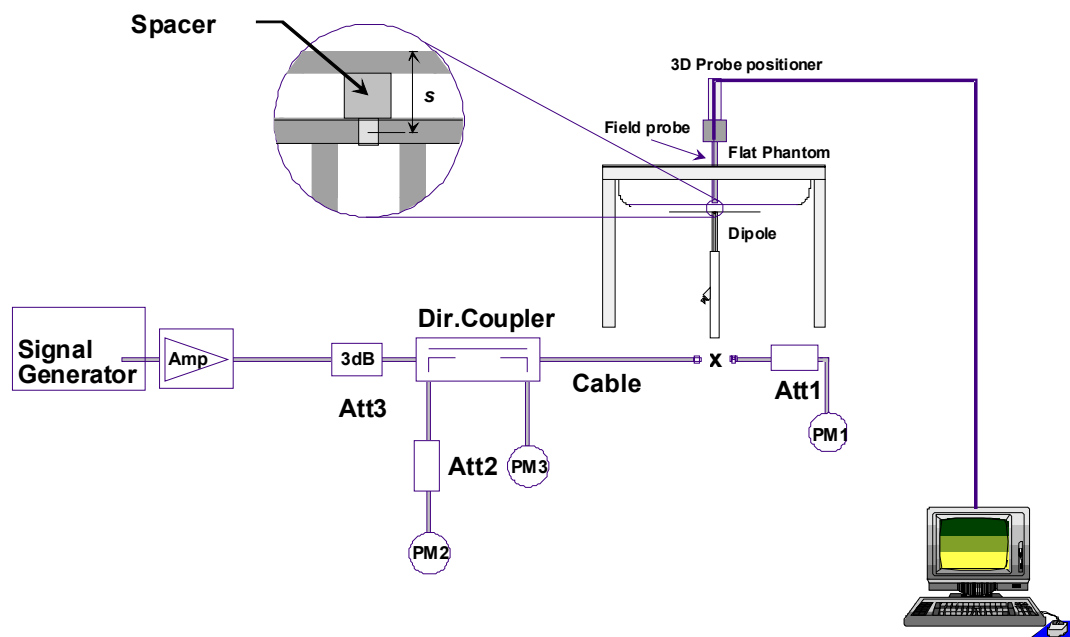 Spacer
s
3D Probe positioner
Field probe
Flat Phantom
Dipole
Dir.Coupler
Signal
Generator
Amp
3dB
Att3
Cable
x
Att1
PM1
Att2
PM3
PM2